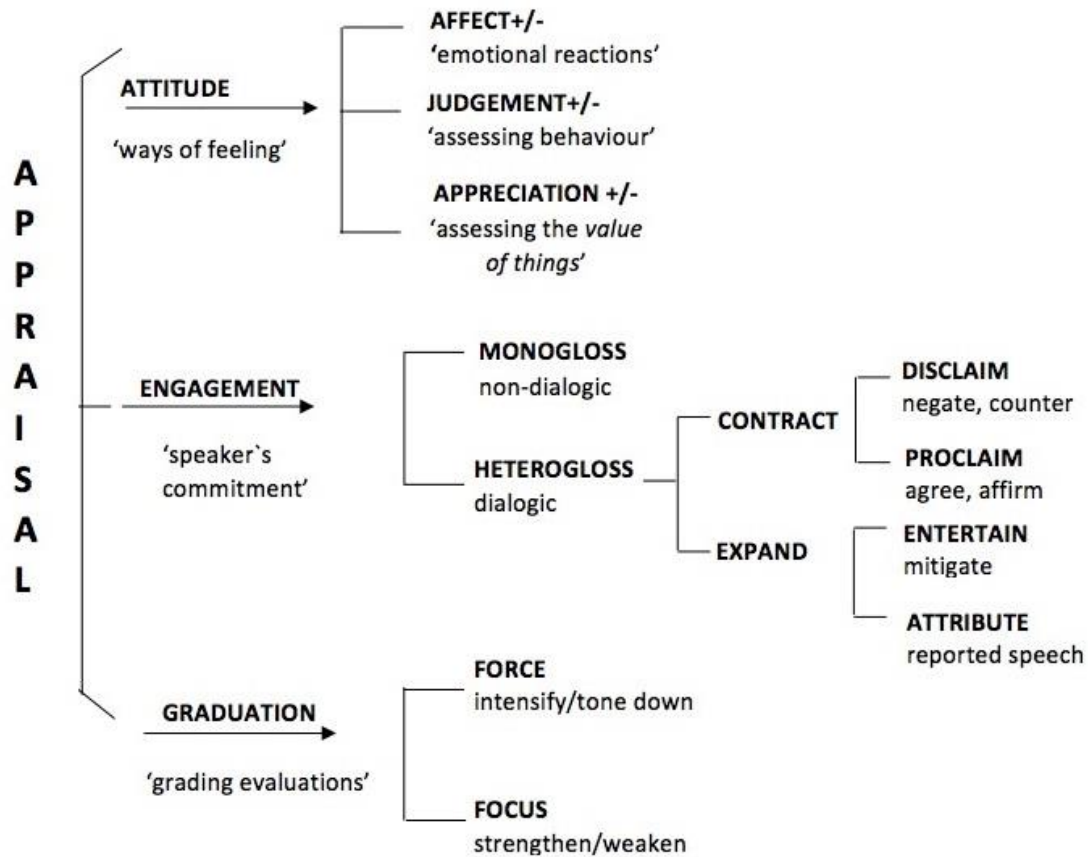 APPRAISAL
ATTITUDE
‘ways of feeling’
AFFECT+/-
‘emotional reactions’
JUDGEMENT+/-
‘assessing behaviour’
APPRECIATION +/-
‘assessing the value
of things’
ENGAGEMENT
‘speaker`s
commitment’
MONOGLOSS
non-dialogic
HETEROGLOSS
dialogic
CONTRACT
DISCLAIM
negate, counter
PROCLAIM
agree, affirm
EXPAND
ENTERTAIN
mitigate
ATTRIBUTE
reported speech
GRADUATION
‘grading evaluations’
FORCE
intensify/tone down
FOCUS
strengthen/weaken